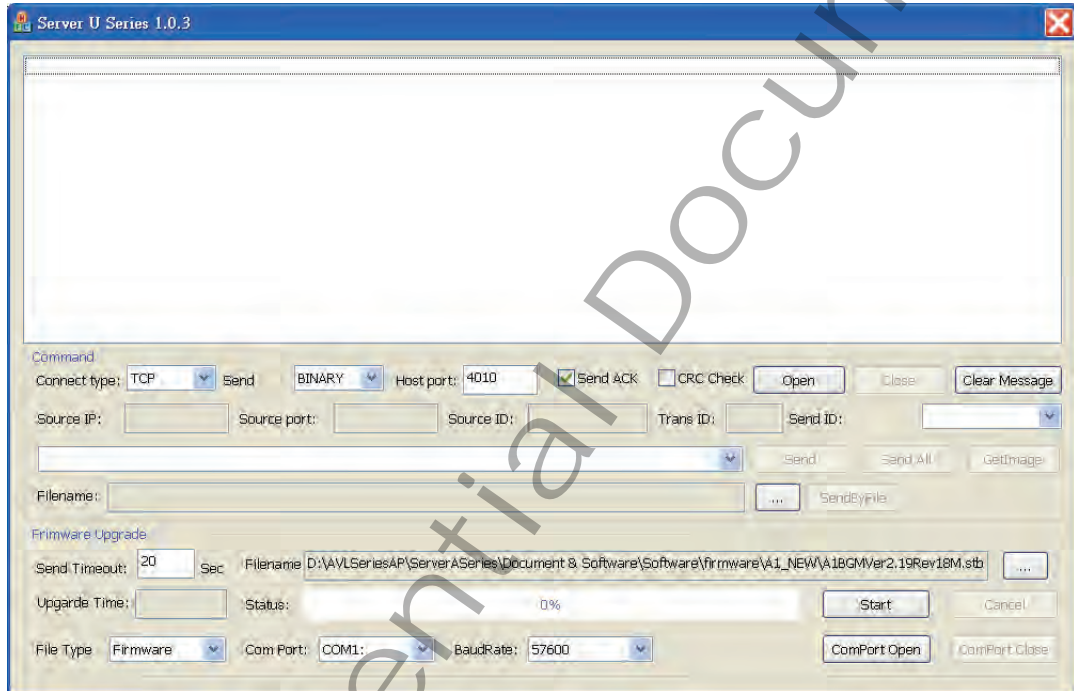 Server U Series 1.0.3
Command
Connect type: TCP Send BINARY Host port: 4010 Send ACK CRC Check Open Close Clear Message
Source IP: Source port: Source ID: Trans ID: Send ID:
Send Send All GetImage
Filename: ... SendByFile
Frimware Upgrade
Send Timeout: 20 Sec Filename D:\AVLSeriesAP\ServerASeries\Document & Software\Software\firmware\A1_NEW\A1BGMVer2.19Rev18M.stb ...
Upgarde Time: Status: 0% Start Cancel
File Type Firmware Com Port: COM1: BaudRate: 57600 ComPort Open ComPort Close
ential Docum